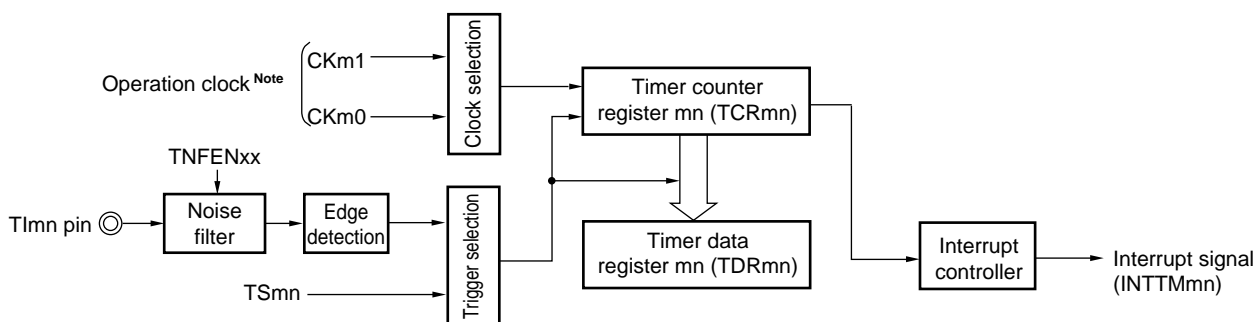 Operation clock Note
CKm1
CKm0
Clock selection
Timer counter
register mn (TCRmn)
TNFENxx
TImn pin
Noise
filter
Edge
detection
TSmn
Trigger selection
Timer data
register mn (TDRmn)
Interrupt
controller
Interrupt signal
(INTTMmn)